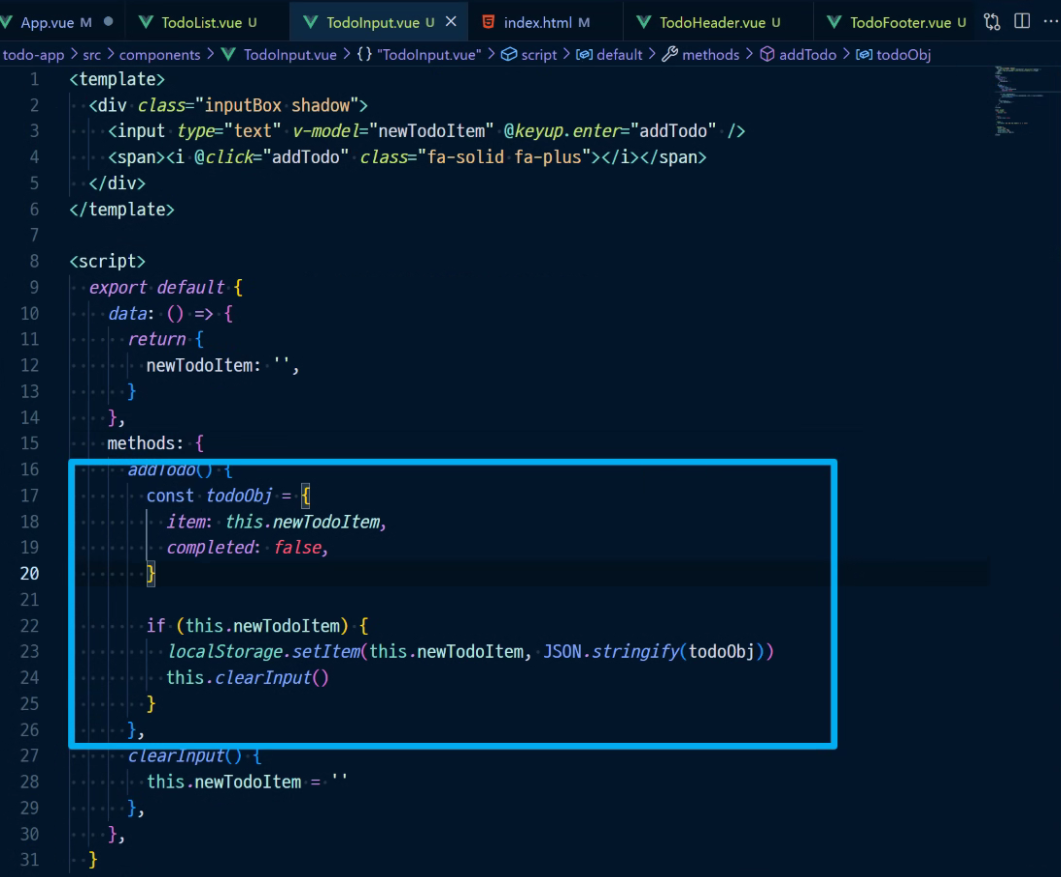 App.vue M ● TodoList.vue U TodoInput.vue U × index.html M TodoHeader.vue U TodoFooter.vue U ...
todo-app > src > components > TodoInput.vue > {} "TodoInput.vue" > script > default > methods > addTodo > todoObj
1 <template>
2 <div class="inputBox shadow">
3 <input type="text" v-model="newTodoItem" @keyup.enter="addTodo" />
4 <span><i @click="addTodo" class="fa-solid fa-plus"></i></span>
5 </div>
6 </template>
7
8 <script>
9 export default {
10 data: () => {
11 return {
12 newTodoItem: '',
13 }
14 },
15 methods: {
16 addTodo() {
17 const todoObj = {
18 item: this.newTodoItem,
19 completed: false,
20 }
21
22 if (this.newTodoItem) {
23 localStorage.setItem(this.newTodoItem, JSON.stringify(todoObj))
24 this.clearInput()
25 }
26 },
27 clearInput() {
28 this.newTodoItem = ''
29 },
30 },
31 }